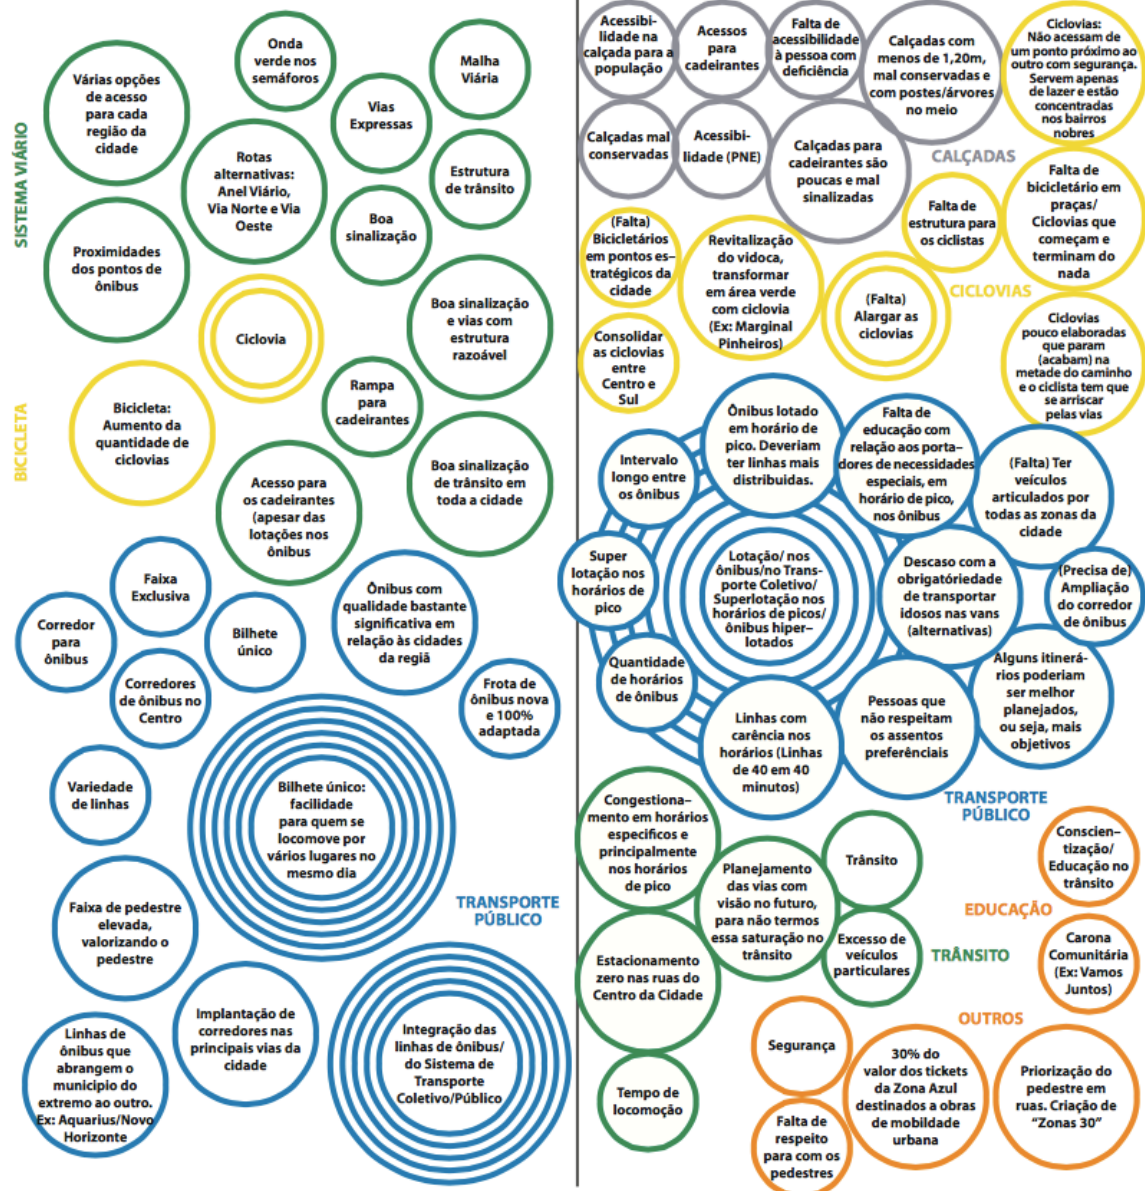 SISTEMA VIÁRIO
Várias opções
de acesso
para cada
região da
cidade
Onda
verde nos
semáforos
Malha
Viária
Vias
Expressas
Rotas
alternativas:
Anel Viário,
Via Norte e Via
Oeste
Estrutura
de trânsito
Boa
sinalização
Proximidades
dos pontos de
ônibus
Boa sinalização
e vias com
estrutura
razoável
Rampa
para
cadeirantes
Acesso para
os cadeirantes
(apesar das
lotações nos
ônibus
Boa sinalização
de trânsito em
toda a cidade
BICICLETA
Ciclovia
Bicicleta:
Aumento da
quantidade de
ciclovias
Faixa
Exclusiva
Corredor
para
ônibus
Bilhete
único
Corredores
de ônibus no
Centro
Ônibus com
qualidade bastante
significativa em
relação às cidades
da regiã
Frota de
ônibus nova
e 100%
adaptada
Variedade
de linhas
Bilhete único:
facilidade
para quem se
locomove por
vários lugares no
mesmo dia
TRANSPORTE
PÚBLICO
Faixa de pedestre
elevada,
valorizando o
pedestre
Implantação de
corredores nas
principais vias da
cidade
Linhas de
ônibus que
abrangem o
municipio do
extremo ao outro.
Ex: Aquarius/Novo
Horizonte
Integração das
linhas de ônibus/
do Sistema de
Transporte
Coletivo/Público
Acessibi-
lidade na
calçada para a
população
Acessos
para
cadeirantes
Falta de
acessibilidade
à pessoa com
deficiência
Calçadas com
menos de 1,20m,
mal conservadas e
com postes/árvores
no meio
Calçadas mal
conservadas
Acessibi-
lidade (PNE)
Calçadas para
cadeirantes são
poucas e mal
sinalizadas
CALÇADAS
Ciclovias:
Não acessam de
um ponto próximo ao
outro com segurança.
Servem apenas
de lazer e estão
concentradas
nos bairros
nobres
Falta de
bicicletário em
praças/
Ciclovias que
começam e
terminam do
nada
Falta de
estrutura para
os ciclistas
(Falta)
Bicicletários
em pontos es-
tratégicos da
cidade
Revitalização
do vidoca,
transformar
em área verde
com ciclovia
(Ex: Marginal
Pinheiros)
(Falta)
Alargar as
ciclovias
CICLOVIAS
Consolidar
as ciclovias
entre
Centro e
Sul
Ciclovias
pouco elaboradas
que param
(acabam) na
metade do caminho
e o ciclista tem que
se arriscar
pelas vias
Ônibus lotado
em horário de
pico. Deveriam
ter linhas mais
distribuidas.
Falta de
educação com
relação aos porta-
dores de necessidades
especiais, em
horário de pico,
nos ônibus
Intervalo
longo entre
os ônibus
(Falta) Ter
veículos
articulados por
todas as zonas da
cidade
Super
lotação nos
horários de
pico
Lotação/ nos
ônibus/no Trans-
porte Coletivo/
Superlotação nos
horários de picos/
ônibus hiper-
lotados
Descaso com a
obrigatóriedade
de transportar
idosos nas vans
(alternativas)
(Precisa de)
Ampliação
do corredor
de ônibus
Quantidade
de horários
de ônibus
Linhas com
carência nos
horários (Linhas
de 40 em 40
minutos)
Pessoas que
não respeitam
os assentos
preferênciais
Alguns itinerá-
rios poderiam
ser melhor
planejados,
ou seja, mais
objetivos
TRANSPORTE
PÚBLICO
Congestiona-
mento em horários
especificos e
principalmente
nos horários
de pico
Planejamento
das vias com
visão no futuro,
para não termos
essa saturação no
trânsito
Trânsito
Excesso de
veículos
particulares
Estacionamento
zero nas ruas do
Centro da Cidade
TRÂNSITO
Tempo de
locomoção
Conscien-
tização/
Educação no
trânsito
EDUCAÇÃO
Carona
Comunitária
(Ex: Vamos
Juntos)
OUTROS
Segurança
30% do
valor dos tickets
da Zona Azul
destinados a obras
de mobildade
urbana
Priorização do
pedestre em
ruas. Criação de
“Zonas 30”
Falta de
respeito
para com os
pedestres